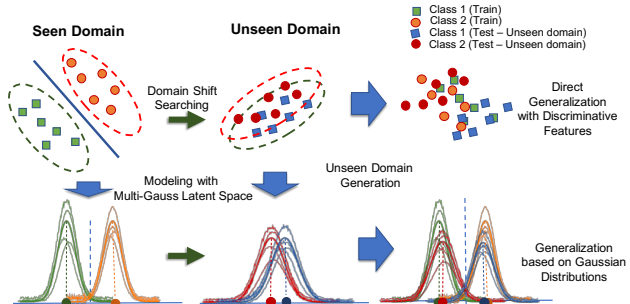 Seen Domain
Unseen Domain
Class 1 (Train)
Class 2 (Train)
Class 1 (Test – Unseen domain)
Class 2 (Test – Unseen domain)
Domain Shift
Searching
Direct
Generalization
with Discriminative
Features
Modeling with
Multi-Gauss Latent Space
Unseen Domain
Generation
Generalization
based on Gaussian
Distributions